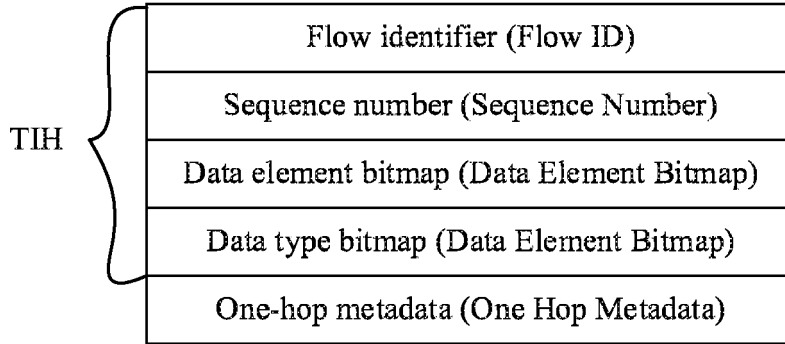 Flow identifier (Flow ID)
Sequence number (Sequence Number)
TIH
Data element bitmap (Data Element Bitmap)
Data type bitmap (Data Element Bitmap)
One-hop metadata (One Hop Metadata)